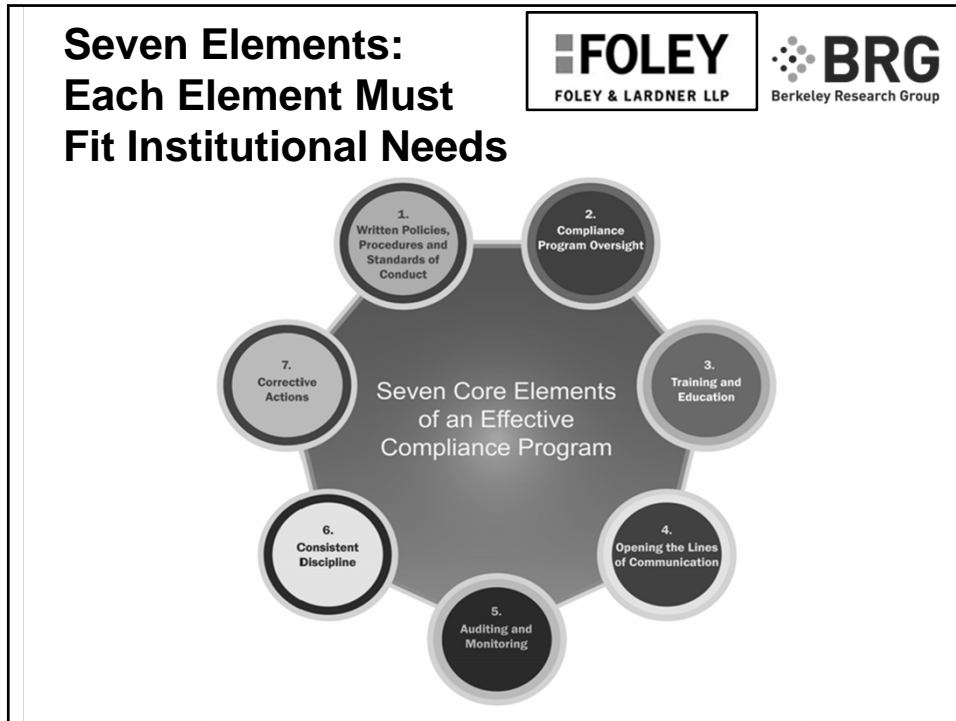 Seven Elements:
Each Element Must
Fit Institutional Needs
FOLEY
FOLEY & LARDNER LLP
BRG
Berkeley Research Group
1.
Written Policies,
Procedures and
Standards of
Conduct
2.
Compliance
Program Oversight
3.
Training and
Education
4.
Opening the Lines
of Communication
5.
Auditing and
Monitoring
6.
Consistent
Discipline
7.
Corrective
Actions
Seven Core Elements
of an Effective
Compliance Program